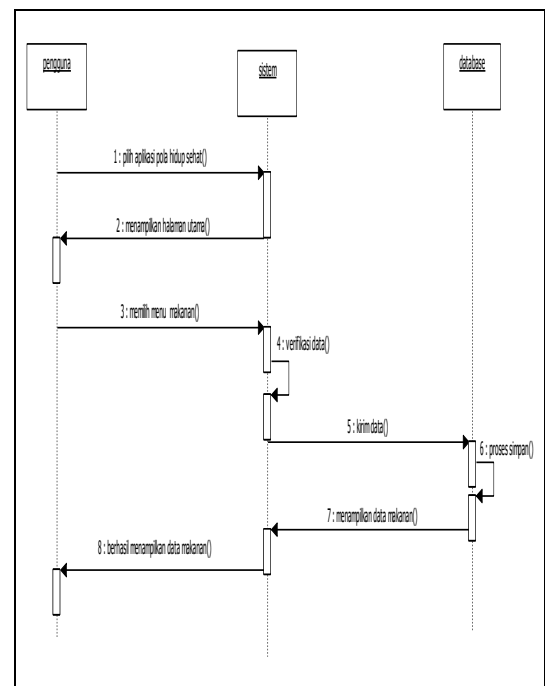 pengguna
sistem
database
1 : pilih aplikasi pola hidup sehat()
2 : menampilkan halaman utama()
3 : memilih menu makanan()
4 : verifikasi data()
5 : kirim data()
6 : proses simpan()
7 : menampilkan data makanan()
8 : berhasil menampilkan data makanan()